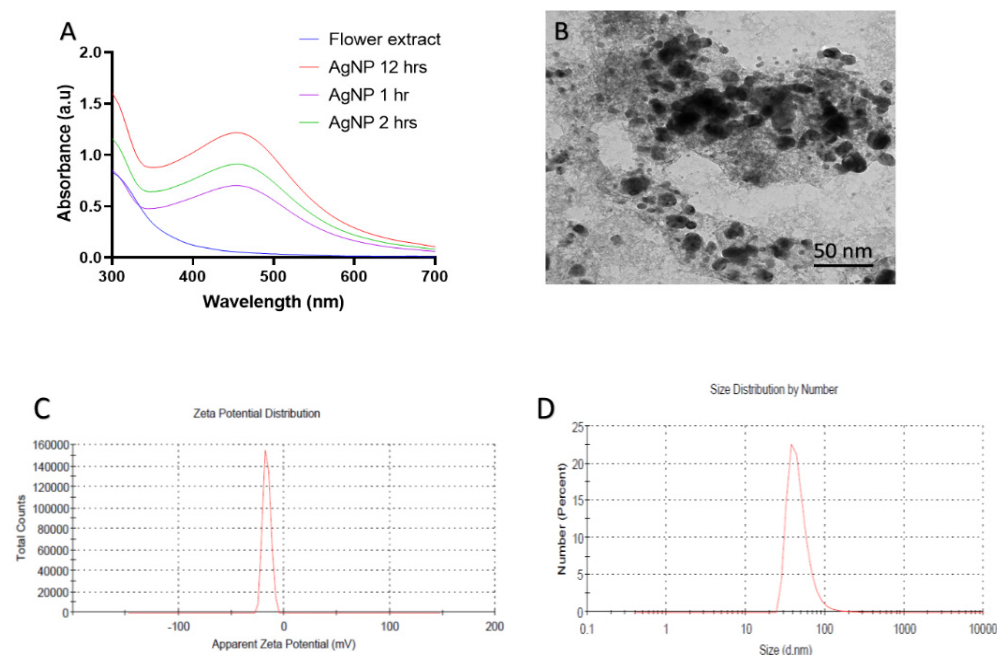 A
Flower extract
AgNP 12 hrs
AgNP 1 hr
AgNP 2 hrs
2.0
1.5
1.0
0.5
0.0
Absorbance (a.u)
300 400 500 600 700
Wavelength (nm)
B
50 nm
C
Zeta Potential Distribution
160000
140000
120000
100000
80000
60000
40000
20000
0
Total Counts
-100 0 100 200
Apparent Zeta Potential (mV)
D
Size Distribution by Number
25
20
15
10
5
0
Number (Percent)
0.1 1 10 100 1000 10000
Size (d.nm)